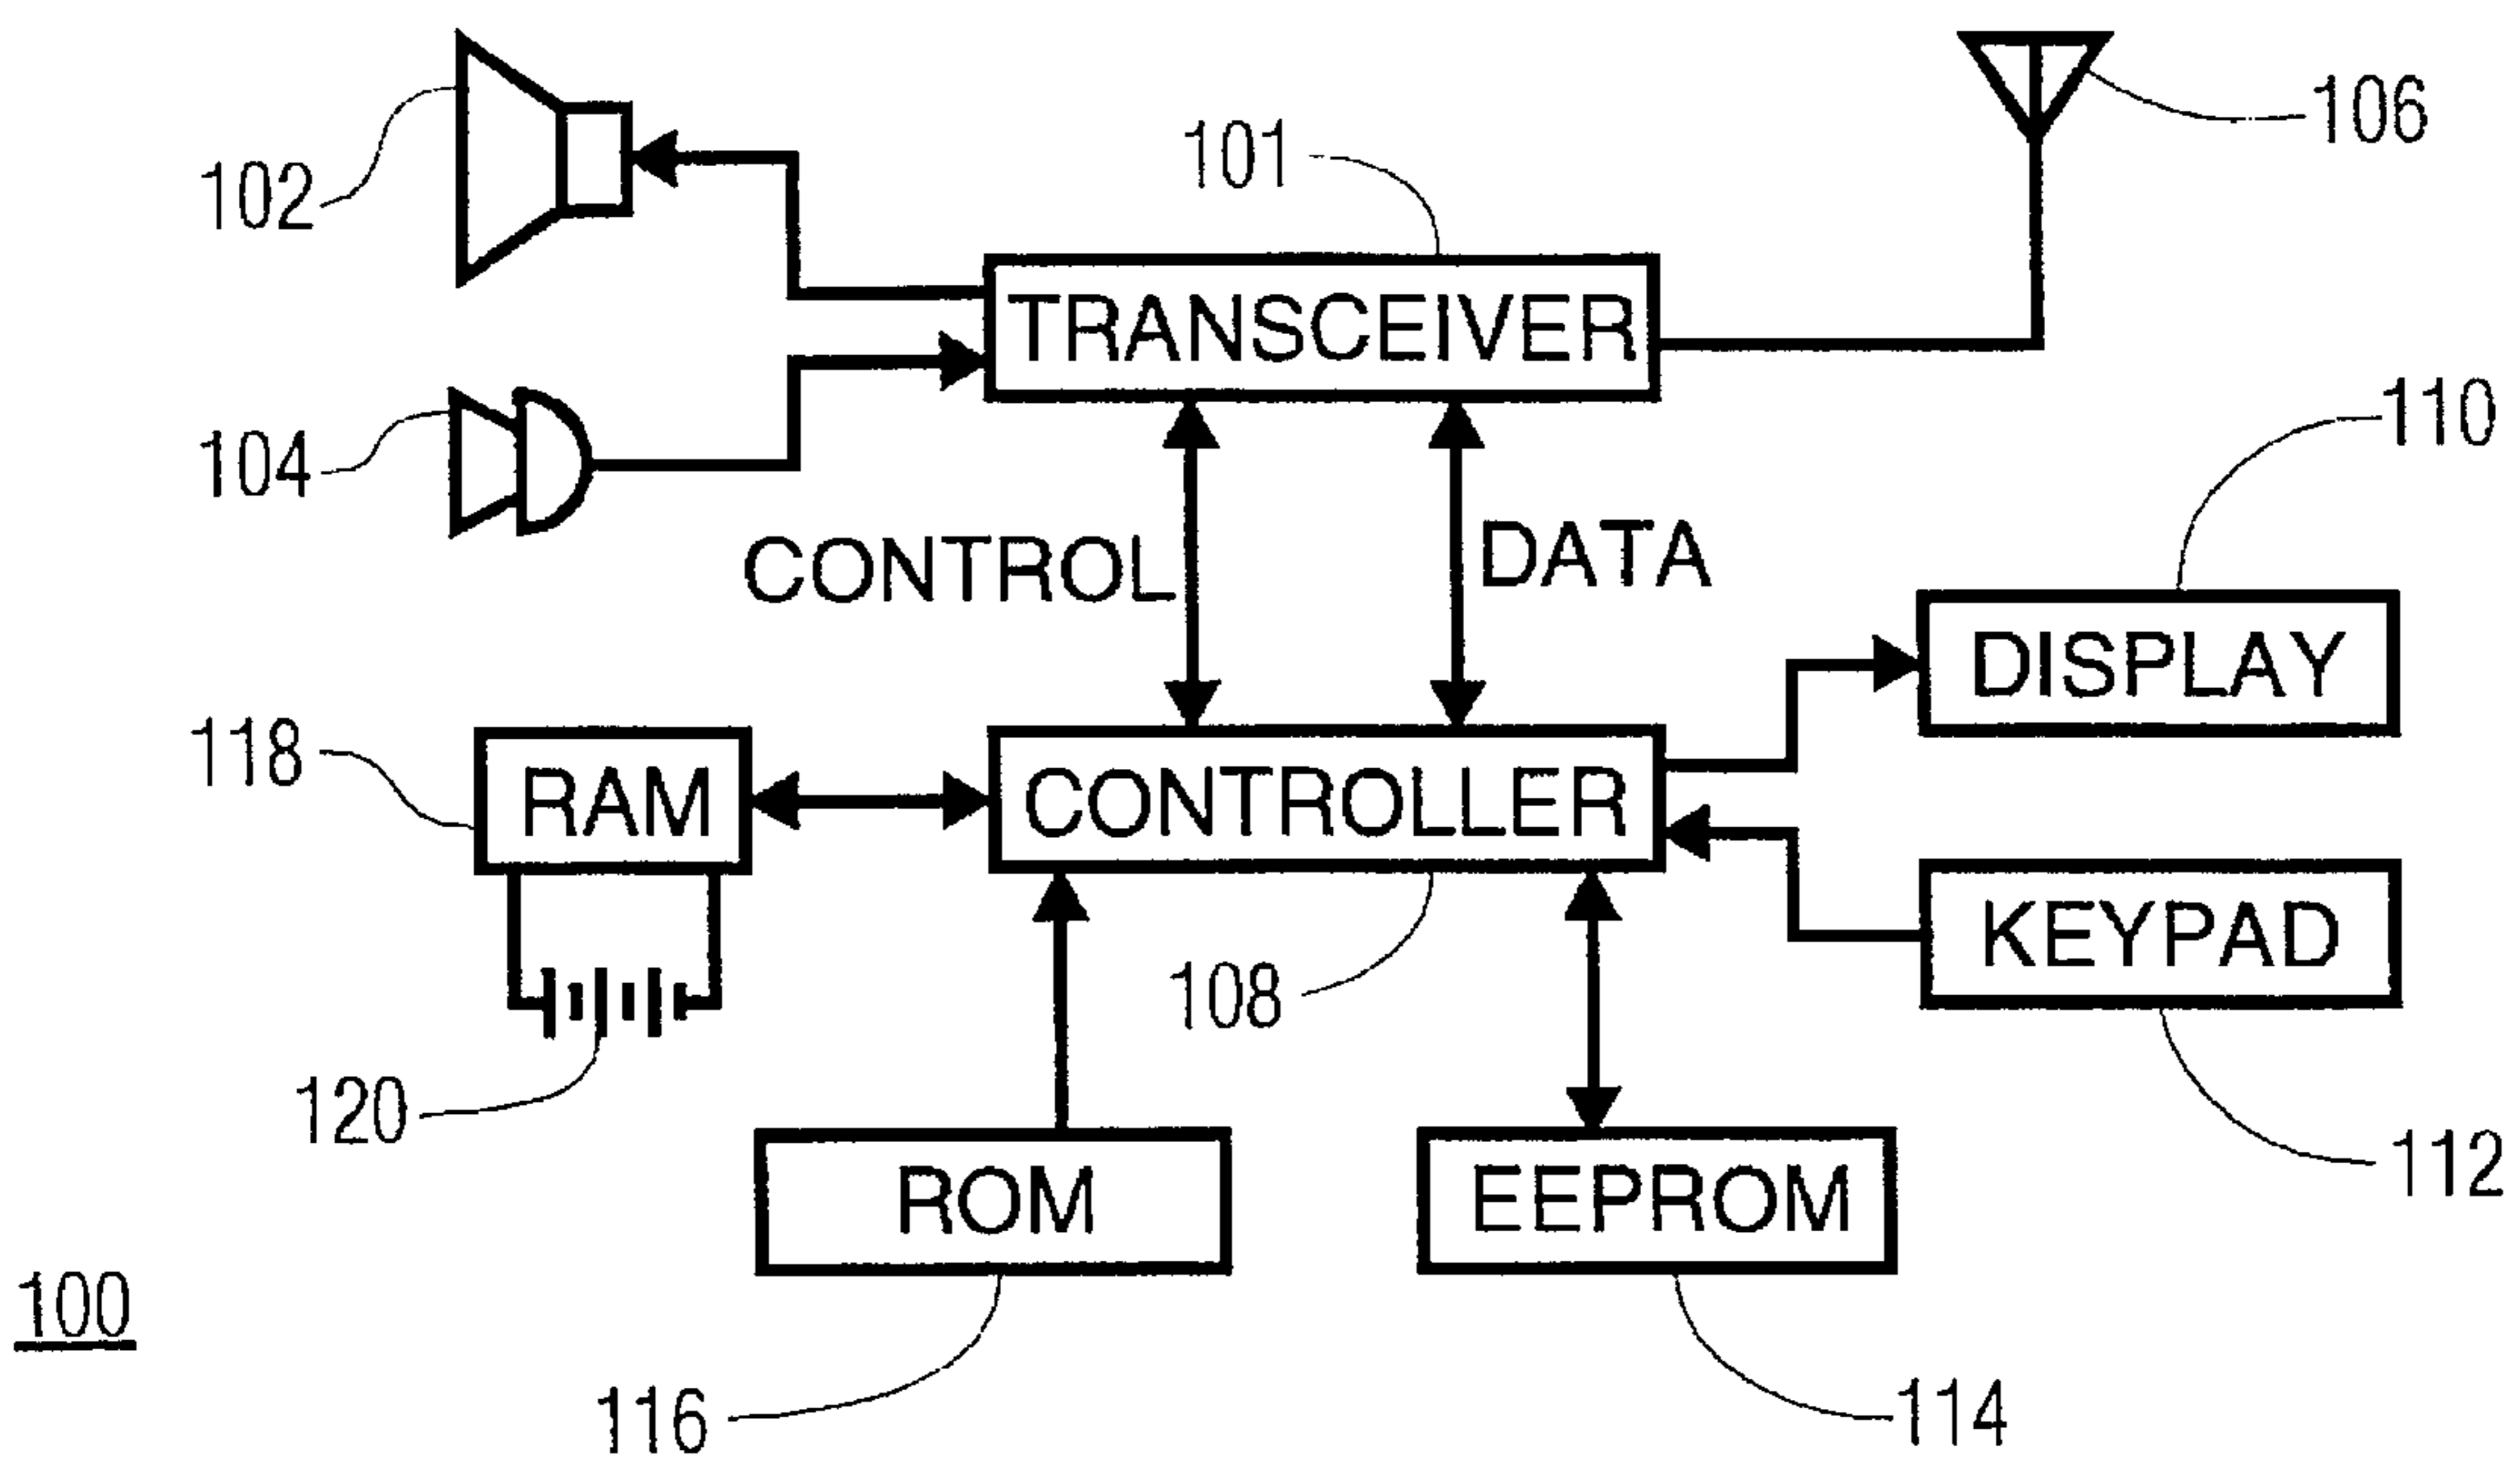 102
101
106
TRANSCEIVER
104
110
CONTROL
DATA
DISPLAY
118
RAM
CONTROLLER
KEYPAD
108
120
112
ROM
EEPROM
100
116
114